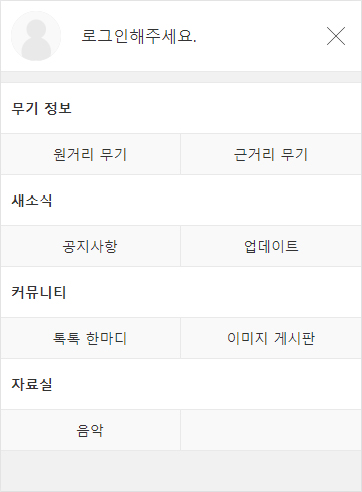 로그인해주세요.
무기 정보
원거리 무기 근거리 무기
새소식
공지사항 업데이트
커뮤니티
톡톡 한마디 이미지 게시판
자료실
음악